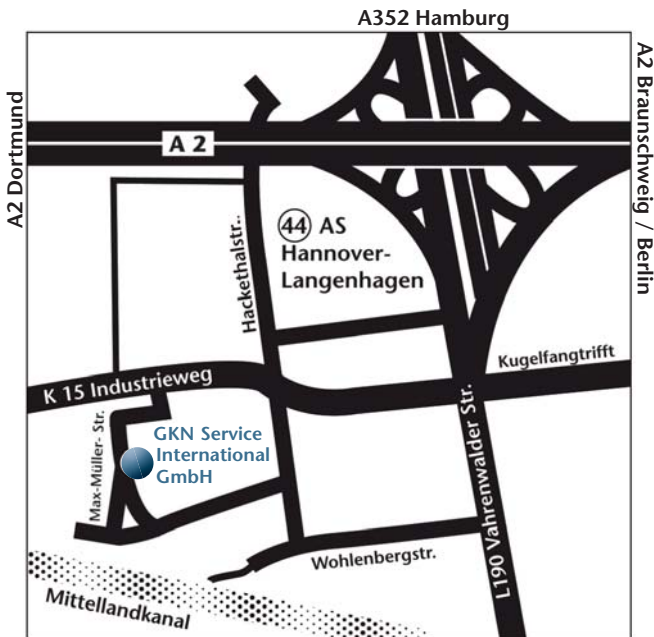 A352 Hamburg
A2 Dortmund
A2 Braunschweig / Berlin
A 2
44 AS
Hannover-
Langenhagen
Hackethalstr..
Kugelfangtrifft
K 15 Industrieweg
Max-Müller- Str.
GKN Service
International
GmbH
L190 Vahrenwalder Str.
Wohlenbergstr.
Mittellandkanal